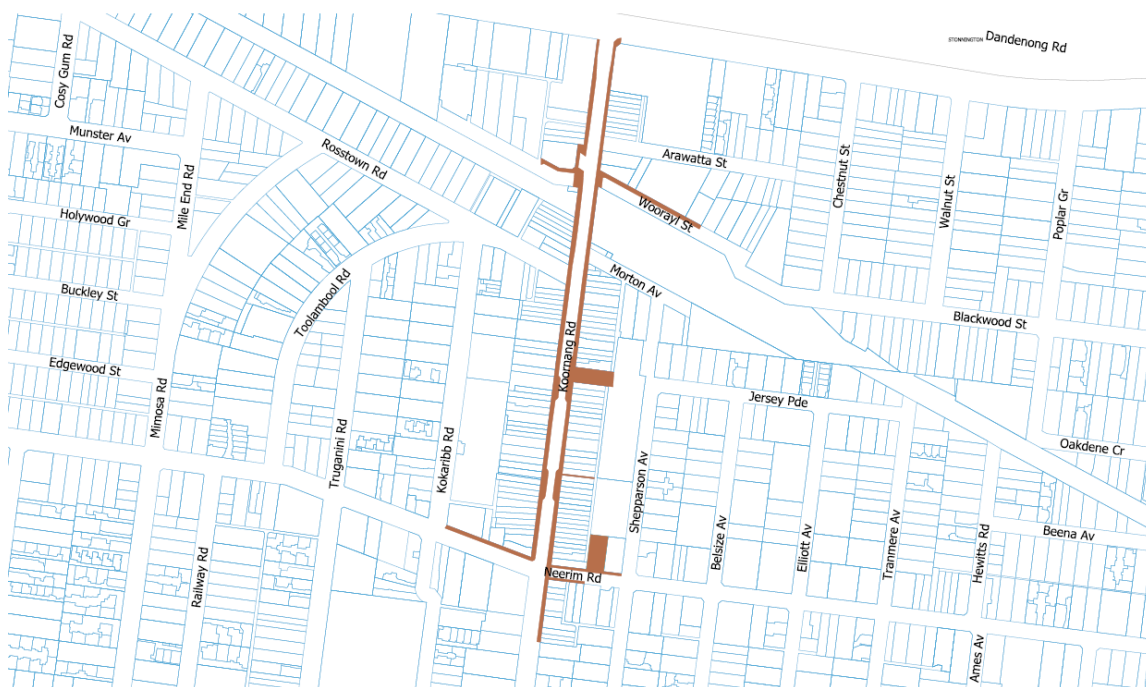 STONNINGTON
Dandenong Rd
Cosy Gum Rd
Munster Av
Rosstown Rd
Arawatta St
Chestnut St
Walnut St
Poplar Gr
Mile End Rd
Holywood Gr
Woorayl St
Buckley St
Toolambool Rd
Morton Av
Blackwood St
Edgewood St
Koornang Rd
Mimosa Rd
Jersey Pde
Truganini Rd
Kokaribb Rd
Oakdene Cr
Shepparson Av
Belsize Av
Elliott Av
Tranmere Av
Hewitts Rd
Beena Av
Railway Rd
Neerim Rd
Ames Av